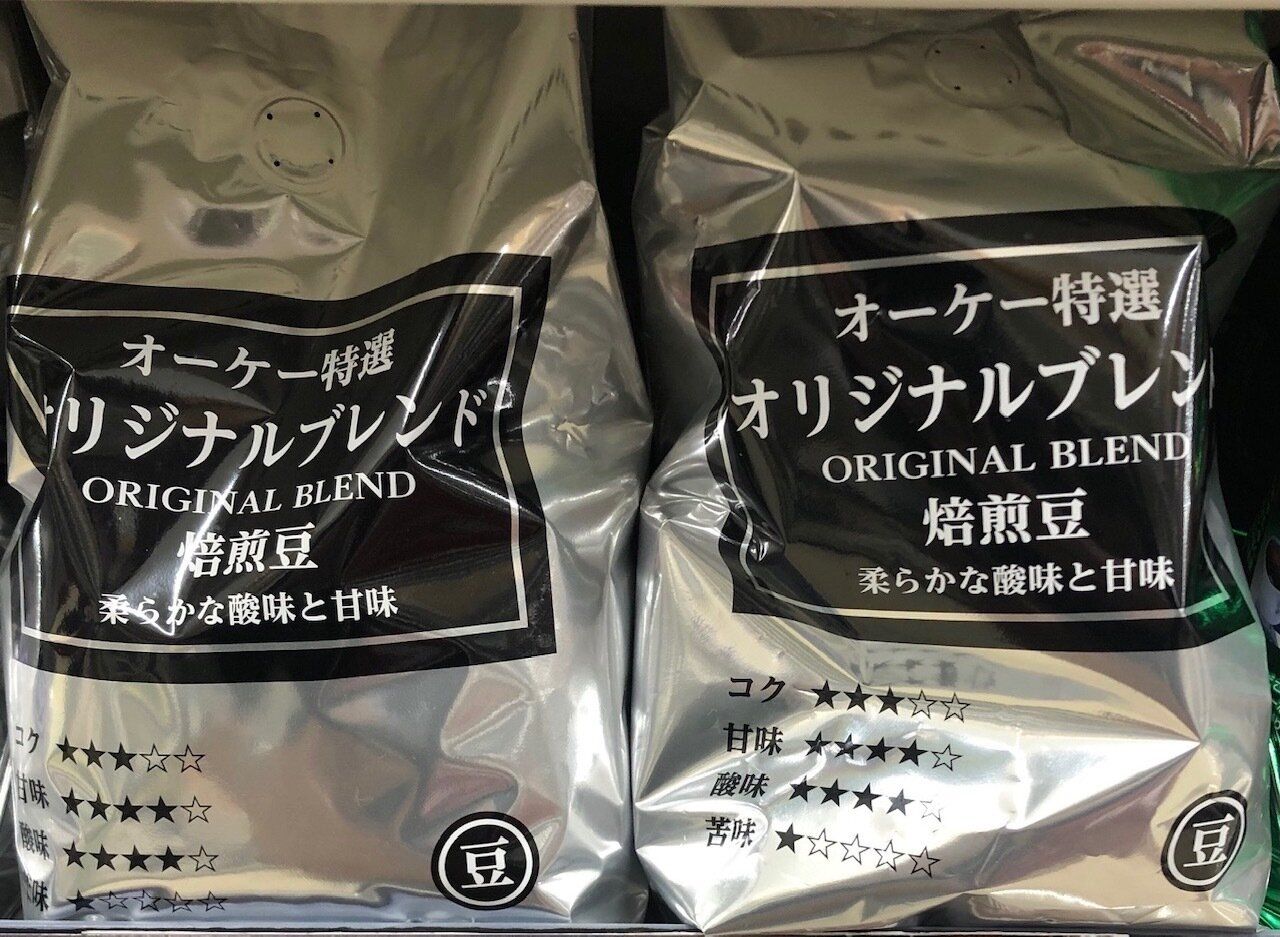 オーケー特選
オリジナルブレンド
ORIGINAL BLEND
焙煎豆
柔らかな酸味と甘味
コク ★★★☆☆
甘味 ★★★★☆
酸味 ★★★★☆
苦味 ★☆☆☆☆
豆
オーケー特選
オリジナルブレン
ORIGINAL BLEND
焙煎豆
柔らかな酸味と甘味
コク ★★★☆☆
甘味 ★★★★☆
酸味 ★★★★☆
苦味 ★☆☆☆☆
豆